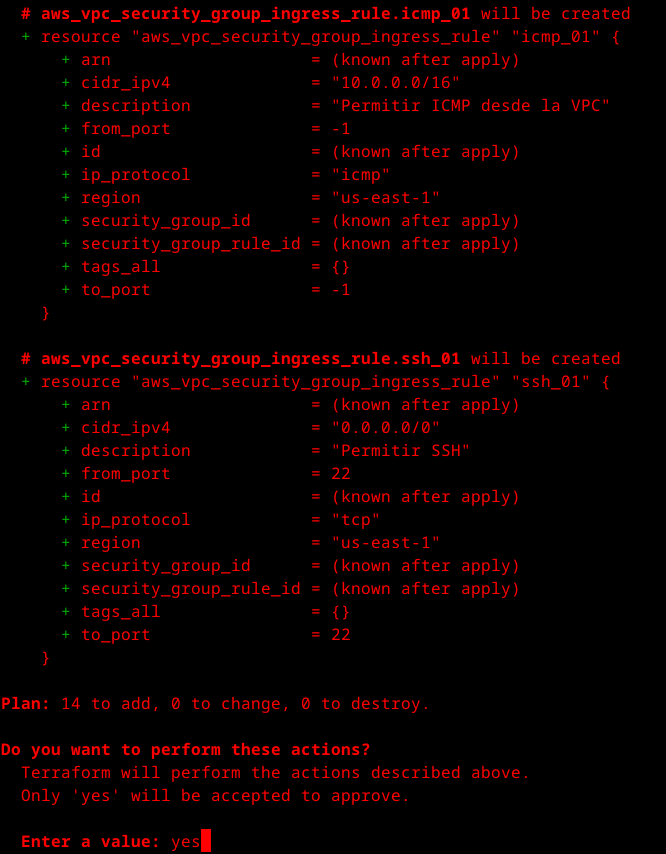 # aws_vpc_security_group_ingress_rule.icmp_01 will be created
+ resource "aws_vpc_security_group_ingress_rule" "icmp_01" {
+ arn = (known after apply)
+ cidr_ipv4 = "10.0.0.0/16"
+ description = "Permitir ICMP desde la VPC"
+ from_port = -1
+ id = (known after apply)
+ ip_protocol = "icmp"
+ region = "us-east-1"
+ security_group_id = (known after apply)
+ security_group_rule_id = (known after apply)
+ tags_all = {}
+ to_port = -1
}
# aws_vpc_security_group_ingress_rule.ssh_01 will be created
+ resource "aws_vpc_security_group_ingress_rule" "ssh_01" {
+ arn = (known after apply)
+ cidr_ipv4 = "0.0.0.0/0"
+ description = "Permitir SSH"
+ from_port = 22
+ id = (known after apply)
+ ip_protocol = "tcp"
+ region = "us-east-1"
+ security_group_id = (known after apply)
+ security_group_rule_id = (known after apply)
+ tags_all = {}
+ to_port = 22
}
Plan: 14 to add, 0 to change, 0 to destroy.
Do you want to perform these actions?
Terraform will perform the actions described above.
Only 'yes' will be accepted to approve.
Enter a value: yes